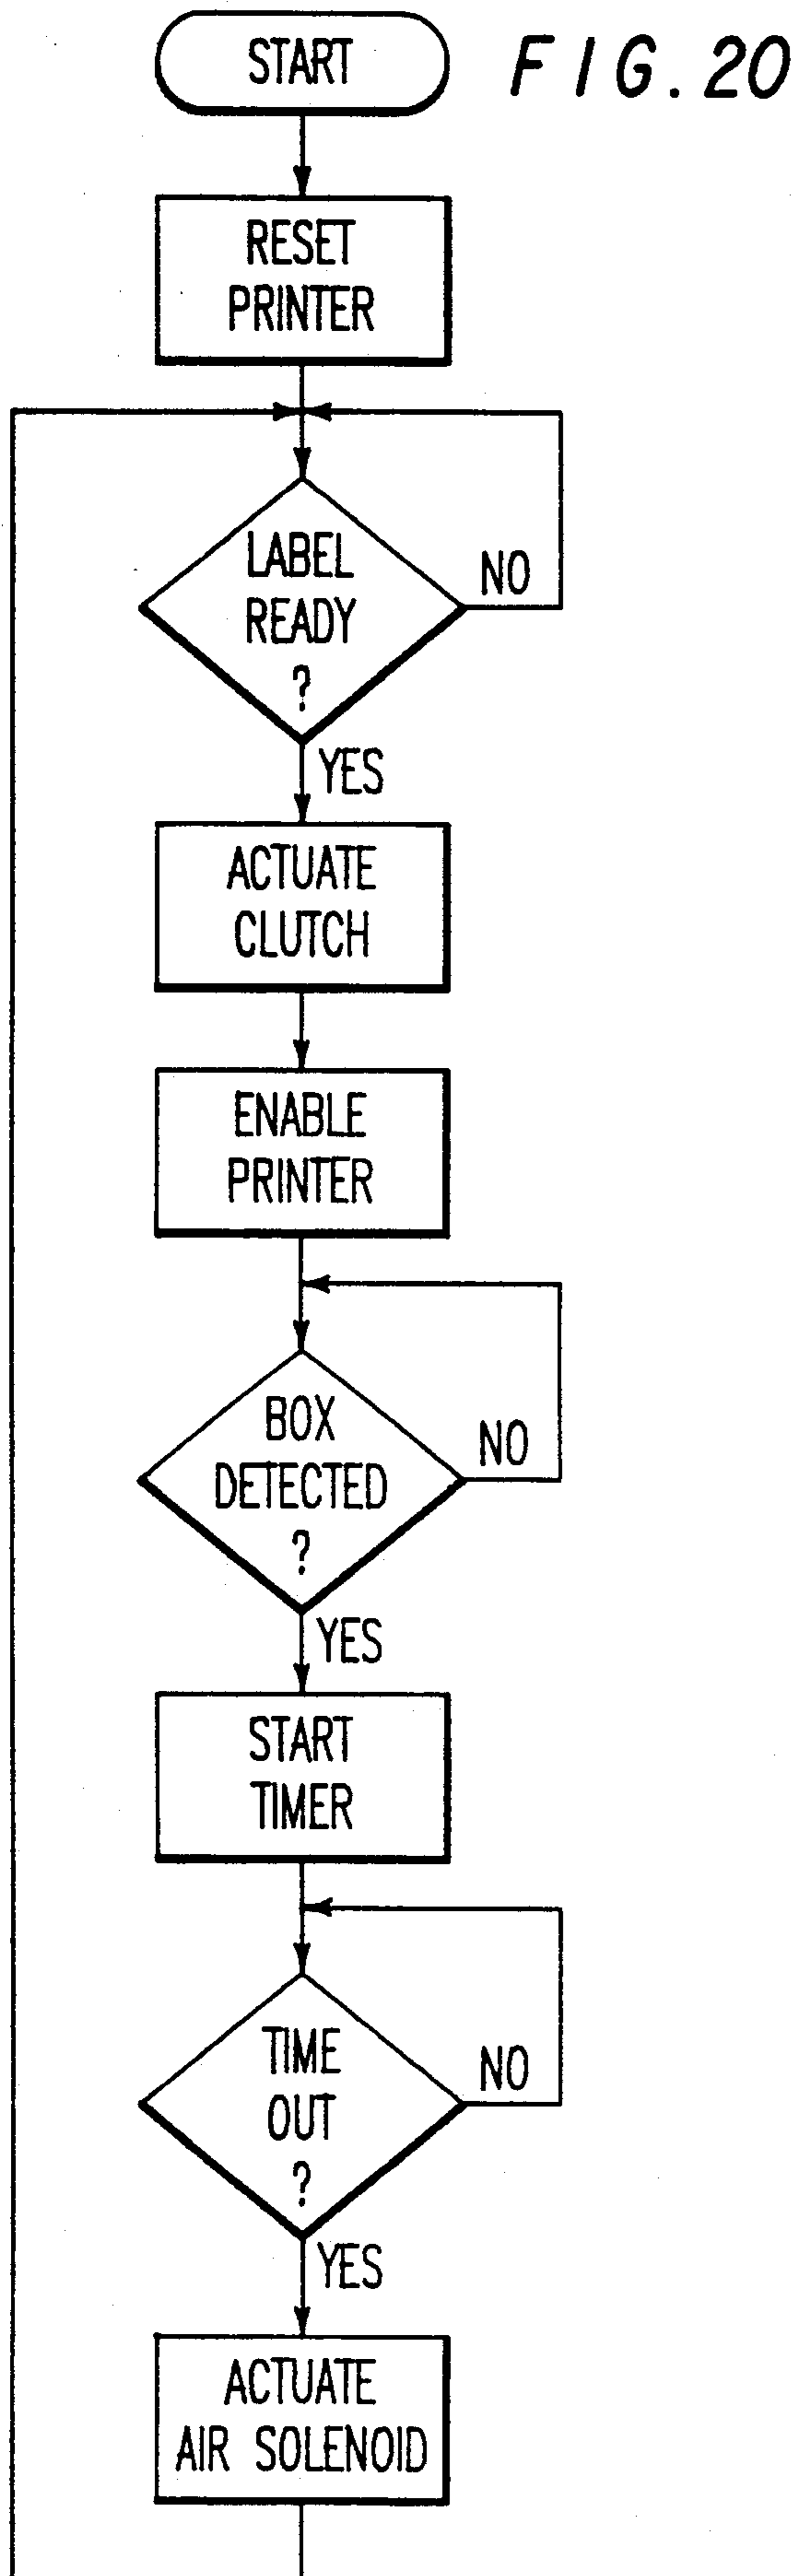 START
FIG. 20
RESET
PRINTER
LABEL
READY
?
NO
YES
ACTUATE
CLUTCH
ENABLE
PRINTER
BOX
DETECTED
?
NO
YES
START
TIMER
TIME
OUT
?
NO
YES
ACTUATE
AIR SOLENOID